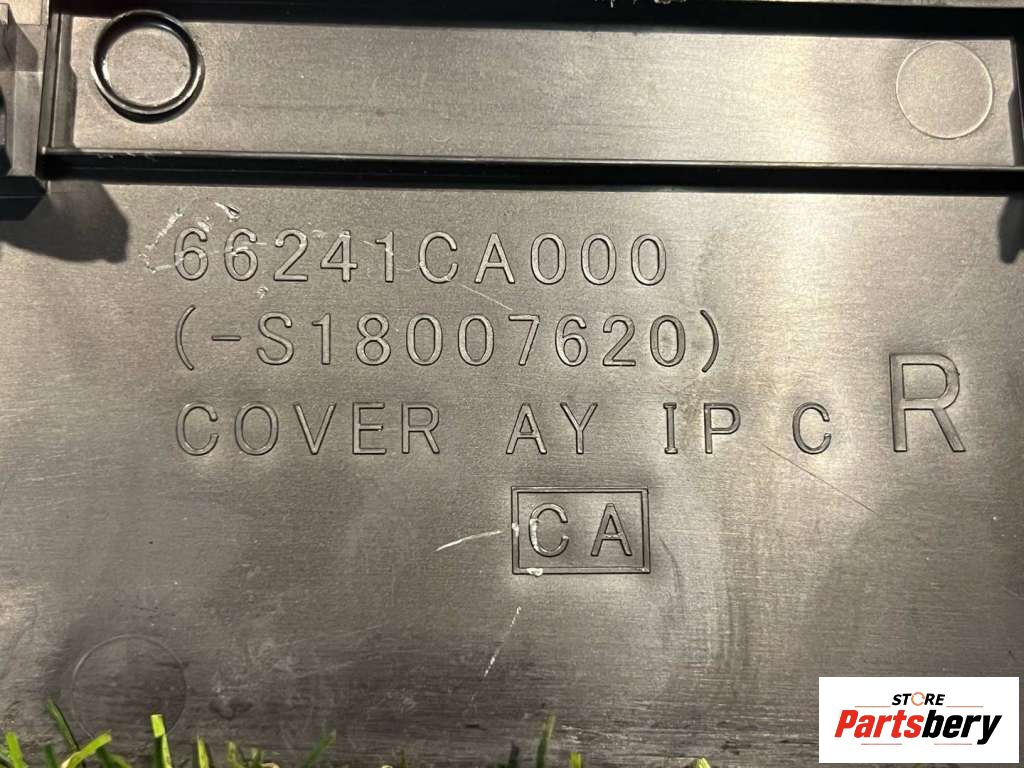 66241CA000
(-S18007620)
COVER AY IP C R
CA
STORE
Partsbery